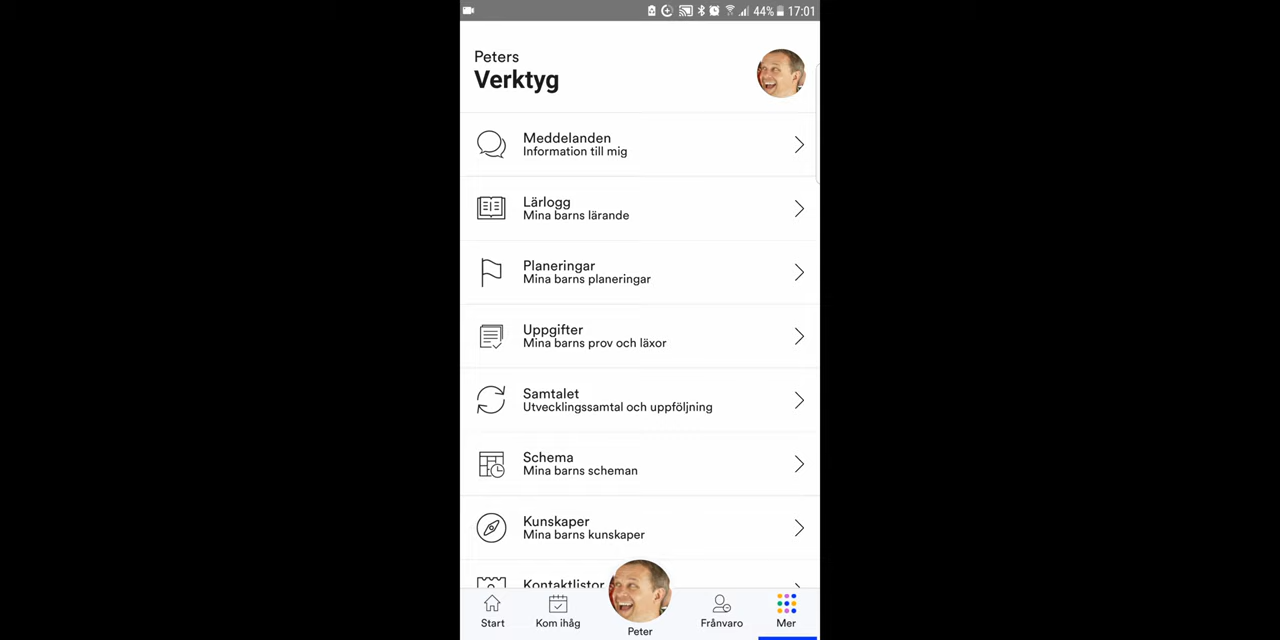 44% 17:01
Peters
Verktyg
Meddelanden
Information till mig
Lärlogg
Mina barns lärande
Planeringar
Mina barns planeringar
Uppgifter
Mina barns prov och läxor
Samtalet
Utvecklingssamtal och uppföljning
Schema
Mina barns scheman
Kunskaper
Mina barns kunskaper
Kontaktlistor
Start
Kom ihåg
Peter
Frånvaro
Mer